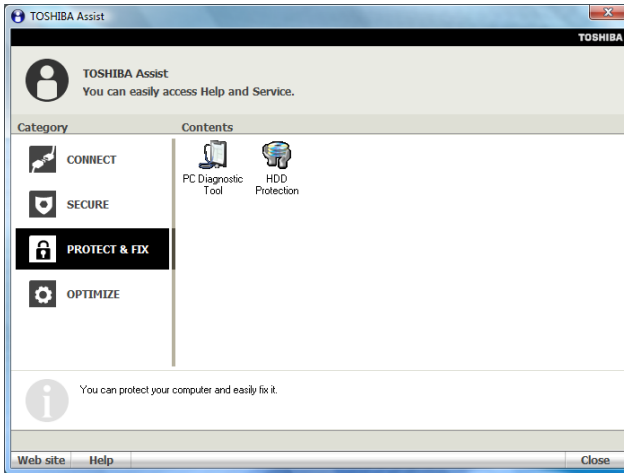 TOSHIBA Assist
TOSHIBA
TOSHIBA Assist
You can easily access Help and Service.
Category
Contents
CONNECT
SECURE
PROTECT & FIX
OPTIMIZE
PC Diagnostic
Tool
HDD
Protection
You can protect your computer and easily fix it.
Web site
Help
Close